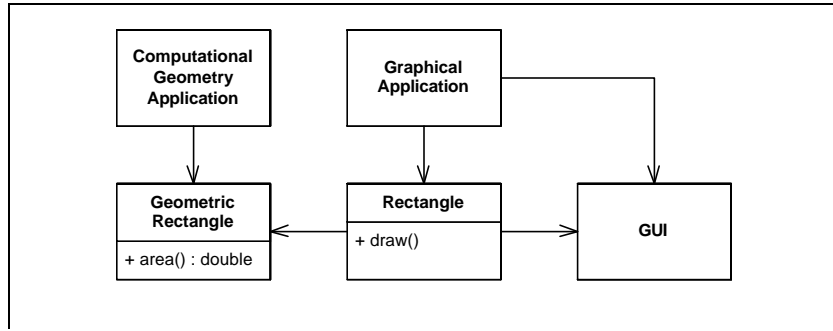 Computational
Geometry
Application
Graphical
Application
Geometric
Rectangle
+ area() : double
Rectangle
+ draw()
GUI